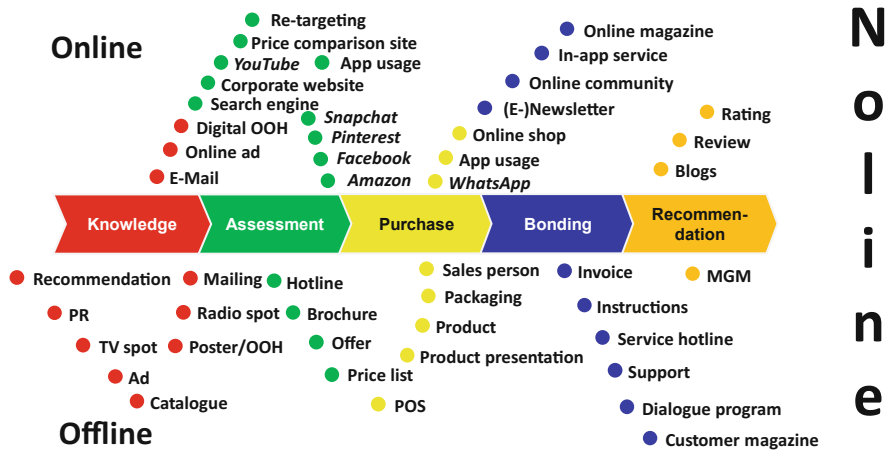 Online
Re-targeting
Price comparison site
YouTube
App usage
Corporate website
Search engine
Snapchat
Digital OOH
Pinterest
Online ad
Facebook
E-Mail
Amazon
Online magazine
In-app service
Online community
(E-)Newsletter
Online shop
App usage
WhatsApp
Rating
Review
Blogs
Knowledge
Assessment
Purchase
Bonding
Recommen-
dation
Recommendation
Mailing
Hotline
PR
Radio spot
Brochure
TV spot
Poster/OOH
Offer
Ad
Price list
Catalogue
Sales person
Packaging
Product
Product presentation
POS
Invoice
Instructions
Service hotline
Support
Dialogue program
Customer magazine
MGM
Offline
N
o
l
i
n
e